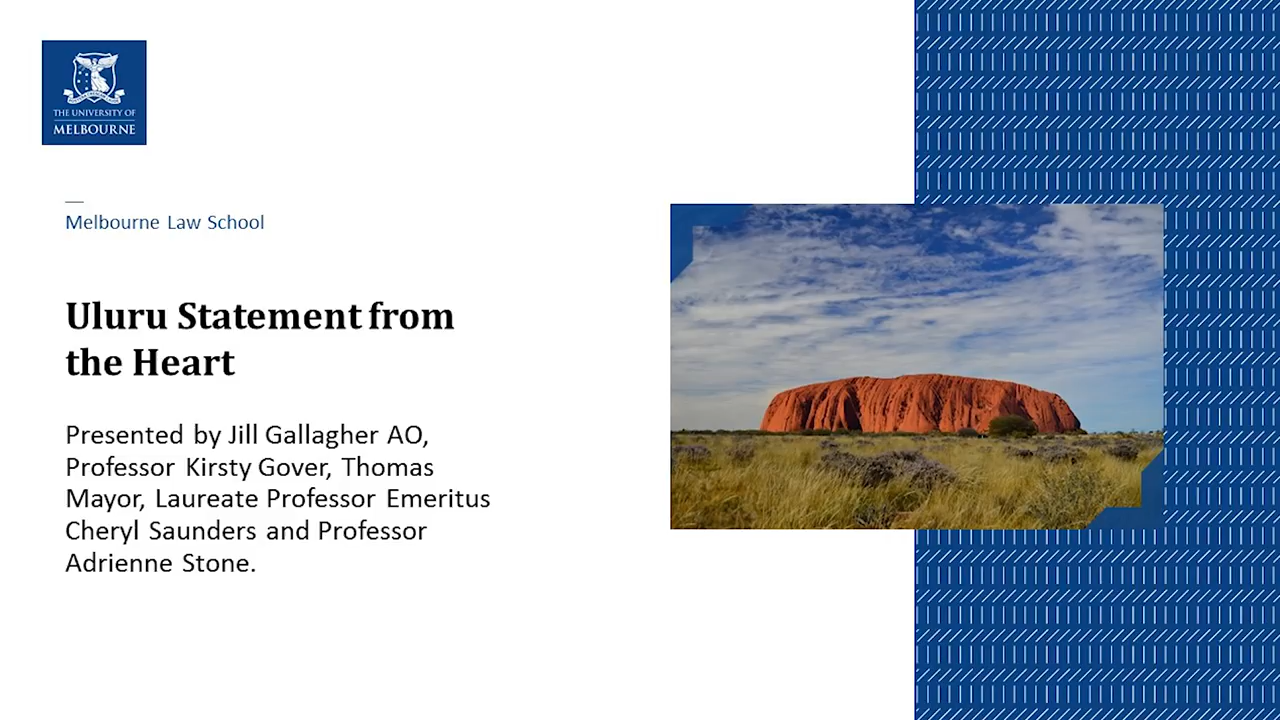 THE UNIVERSITY OF
MELBOURNE
Melbourne Law School
Uluru Statement from
the Heart
Presented by Jill Gallagher AO,
Professor Kirsty Gover, Thomas
Mayor, Laureate Professor Emeritus
Cheryl Saunders and Professor
Adrienne Stone.